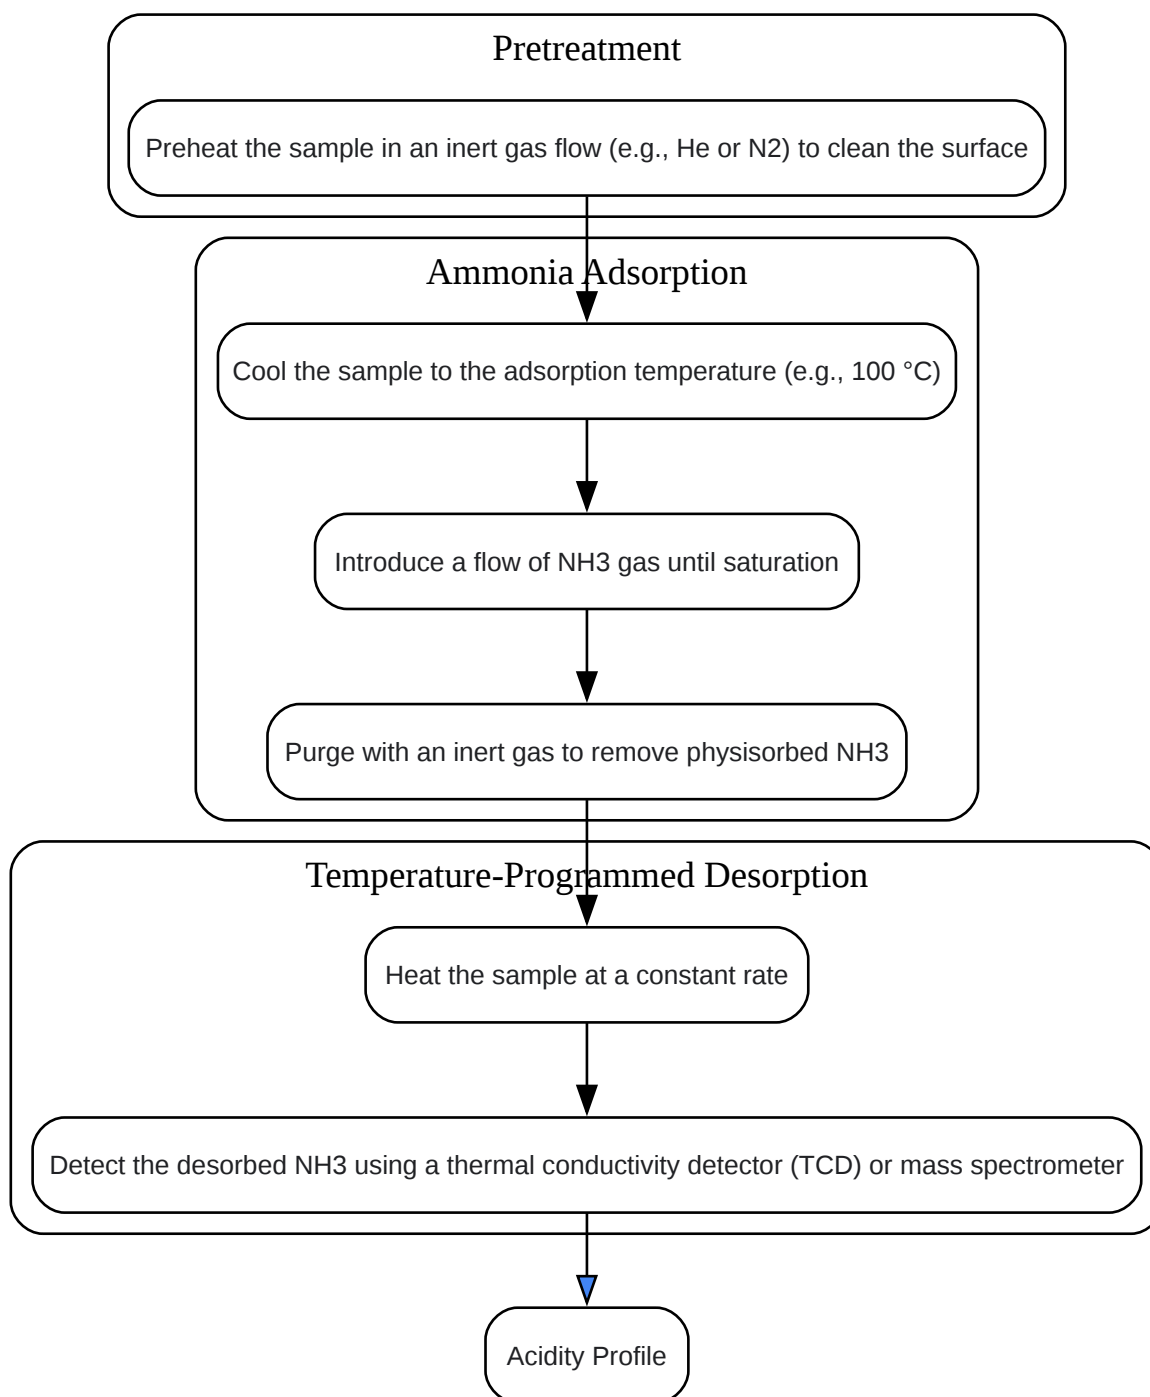 Pretreatment
Preheat the sample in an inert gas flow (e.g., He or N2) to clean the surface
Ammonia Adsorption
Cool the sample to the adsorption temperature (e.g., 100 °C)
Introduce a flow of NH3 gas until saturation
Purge with an inert gas to remove physisorbed NH3
Temperature-Programmed Desorption
Heat the sample at a constant rate
Detect the desorbed NH3 using a thermal conductivity detector (TCD) or mass spectrometer
Acidity Profile